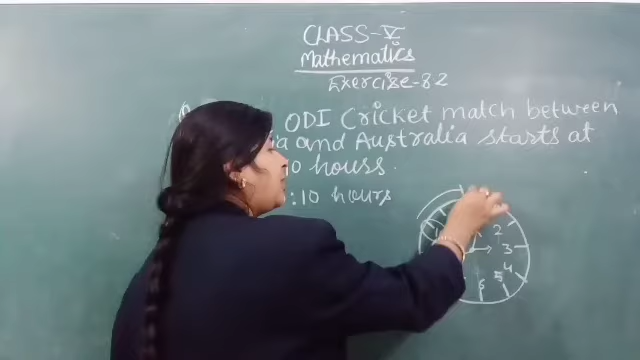 CLASS-V
Mathematics
Exercise-82
Q ODI Cricket match between
and Australia starts at
hours.
:10 hours
2
3
4
5
6